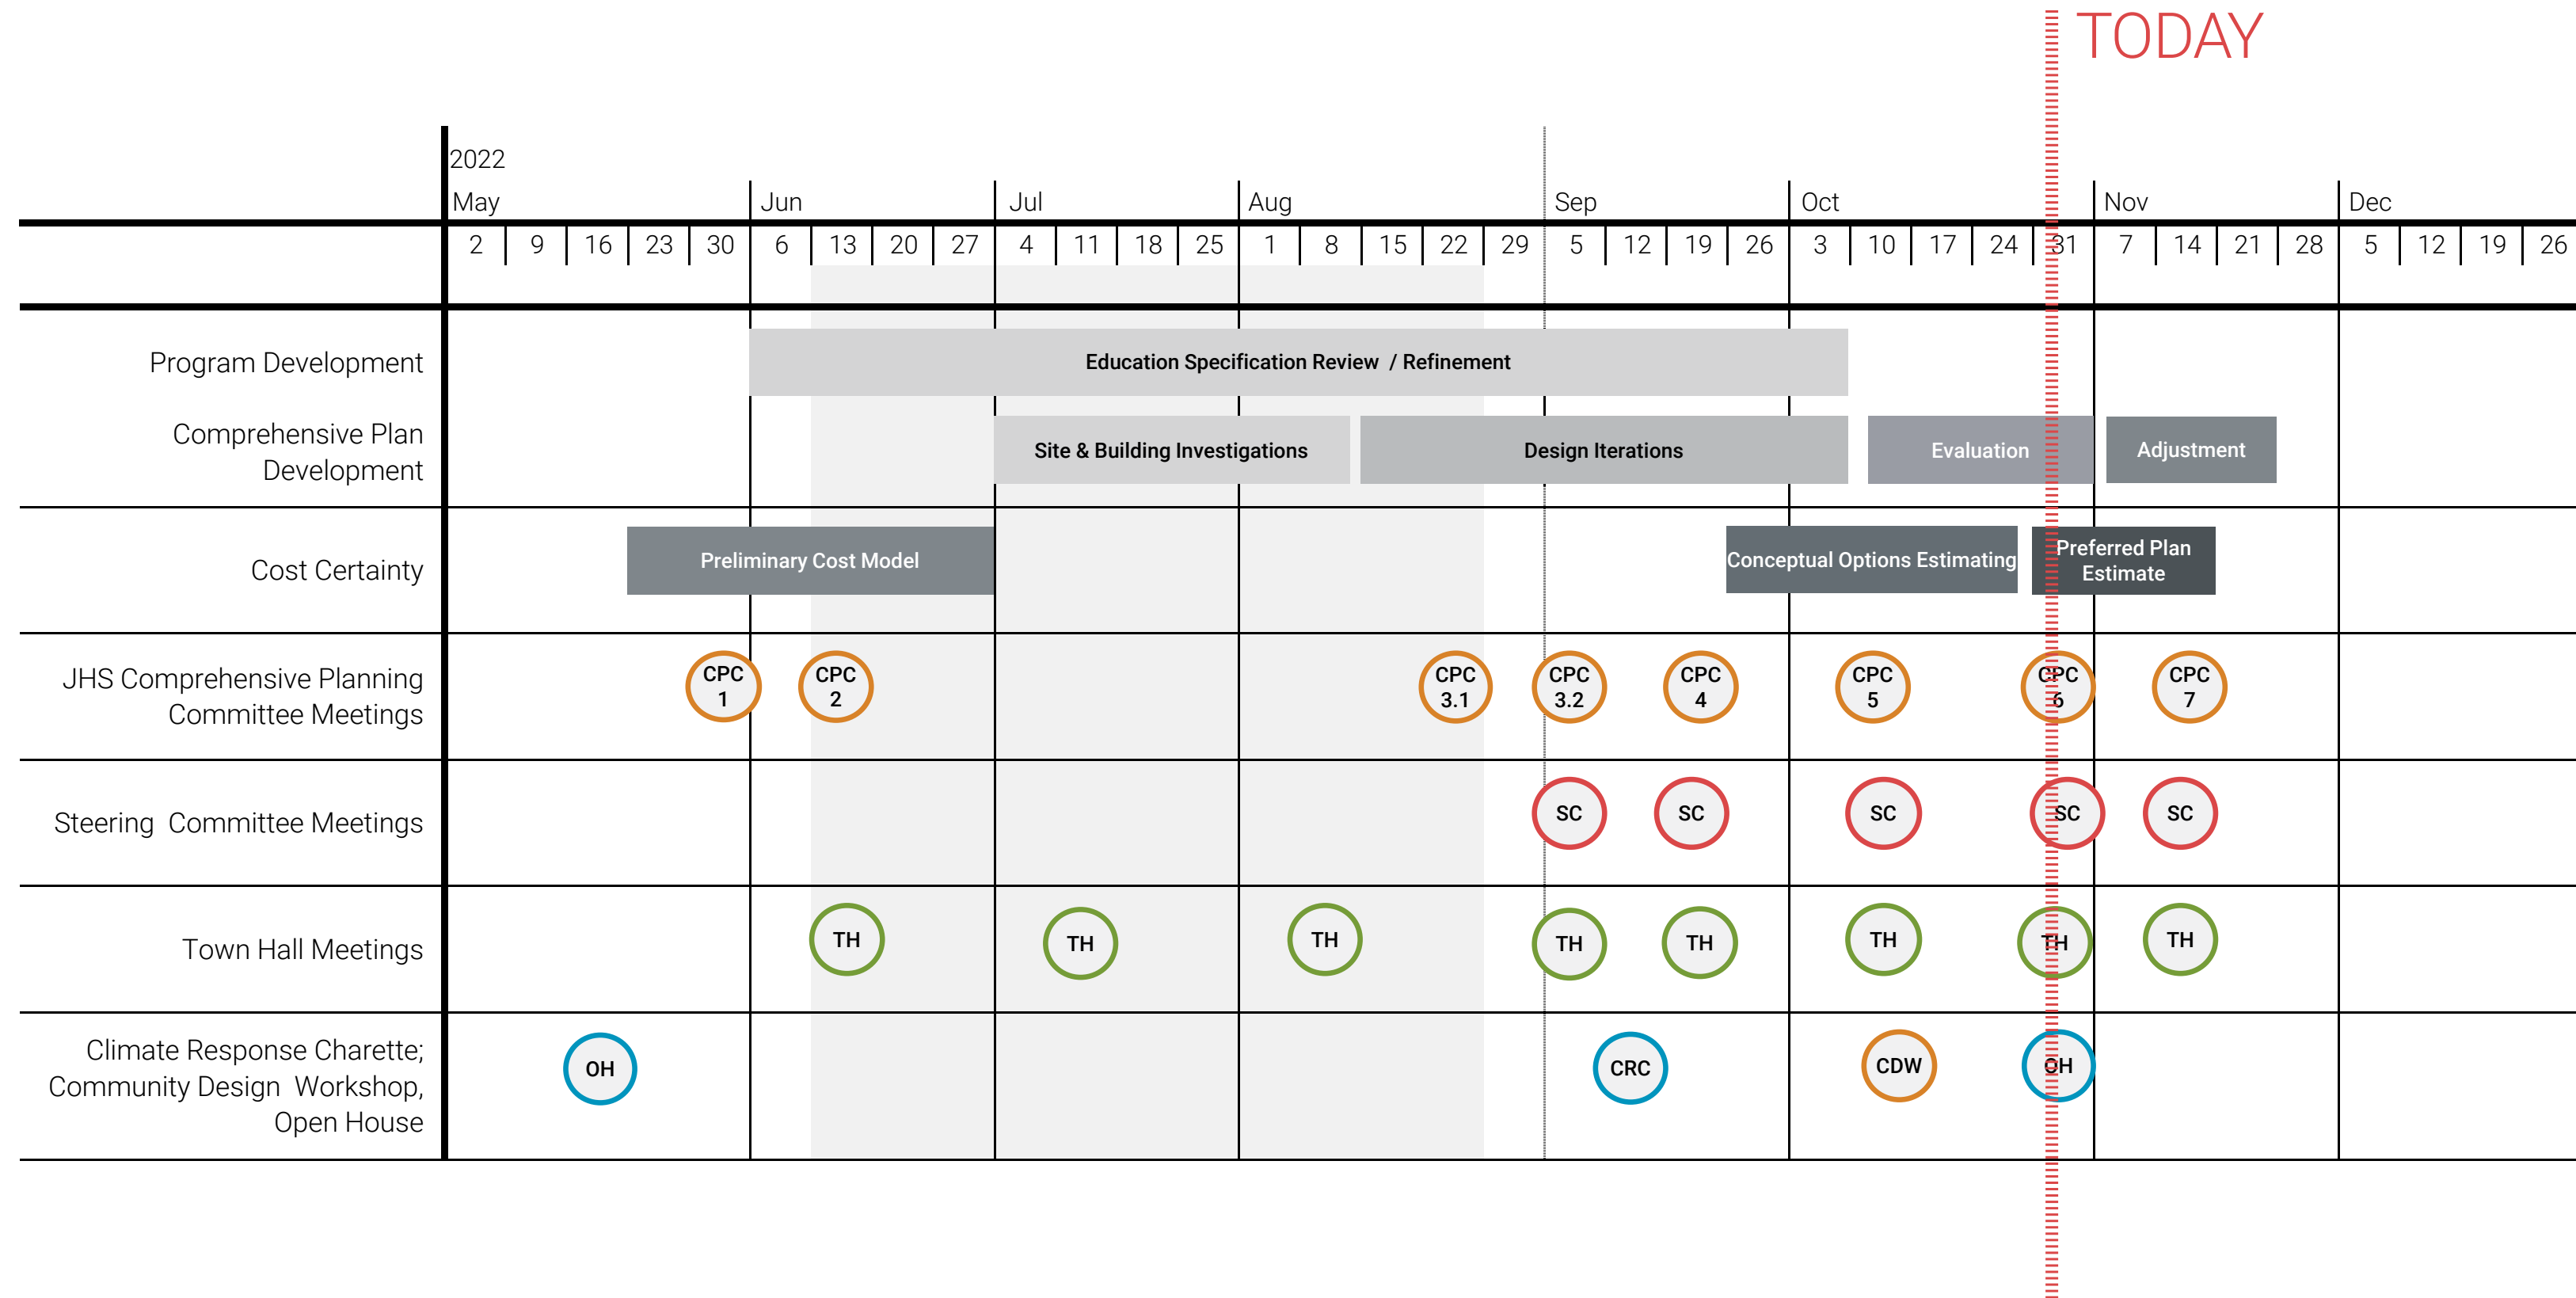 TODAY
2022
May Jun Jul Aug Sep Oct Nov Dec
2 9 16 23 30 6 13 20 27 4 11 18 25 1 8 15 22 29 5 12 19 26 3 10 17 24 31 7 14 21 28 5 12 19 26
Program Development
Education Specification Review / Refinement
Comprehensive Plan
Development
Site & Building Investigations
Design Iterations
Evaluation
Adjustment
Cost Certainty
Preliminary Cost Model
Conceptual Options Estimating
Preferred Plan
Estimate
JHS Comprehensive Planning
Committee Meetings
CPC
1
CPC
2
CPC
3.1
CPC
3.2
CPC
4
CPC
5
CPC
6
CPC
7
Steering Committee Meetings
SC
SC
SC
SC
SC
Town Hall Meetings
TH
TH
TH
TH
TH
TH
TH
TH
Climate Response Charette;
Community Design Workshop,
Open House
OH
CRC
CDW
OH